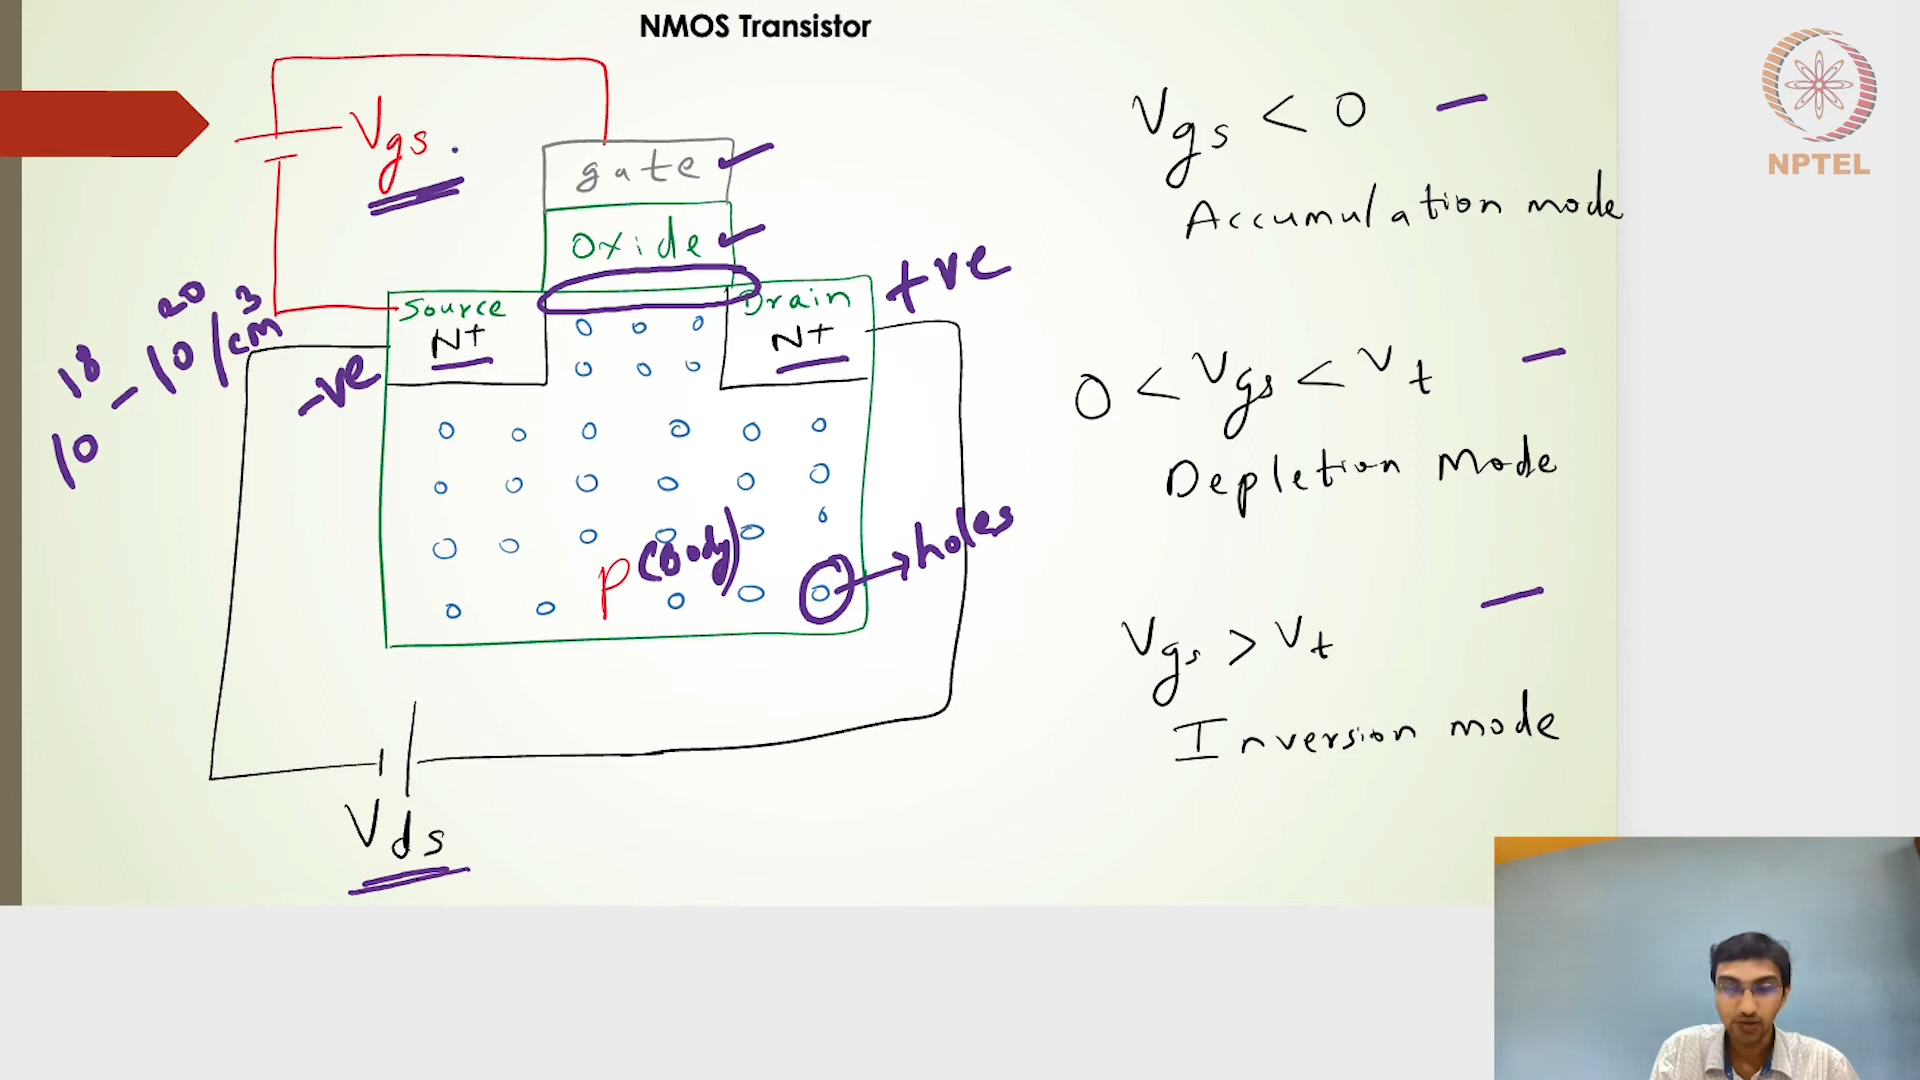 NMOS Transistor
Vgs.
gate
oxide
Source
N+
Drain
N+
+ve
-ve
10^18 - 10^20/cm^3
P (Body)
holes
Vds
Vgs < 0
Accumulation mode
0 < Vgs < Vt
Depletion Mode
Vgs > Vt
Inversion mode
NPTEL